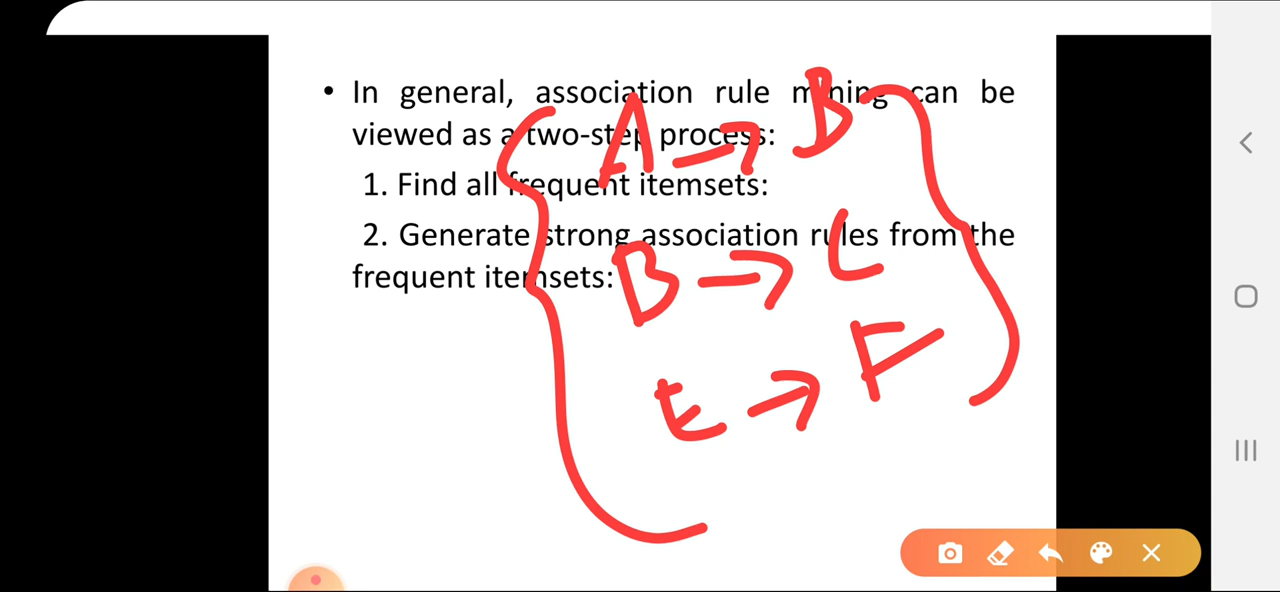 • In general, association rule mining can be
viewed as a two-step process:
A → B
1. Find all frequent itemsets:
2. Generate strong association rules from the
frequent itemsets:
B → C
E → F